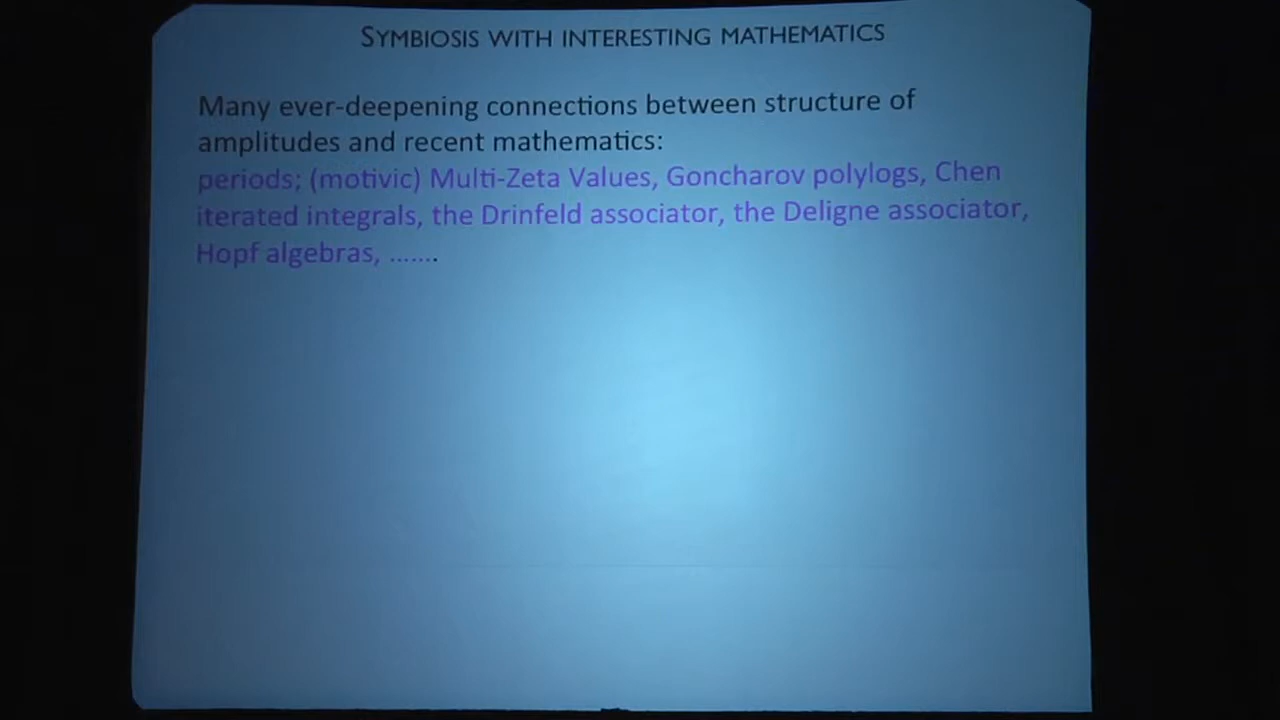 SYMBIOSIS WITH INTERESTING MATHEMATICS
Many ever-deepening connections between structure of
amplitudes and recent mathematics:
periods; (motivic) Multi-Zeta Values, Goncharov polylogs, Chen
iterated integrals, the Drinfeld associator, the Deligne associator,
Hopf algebras, .......